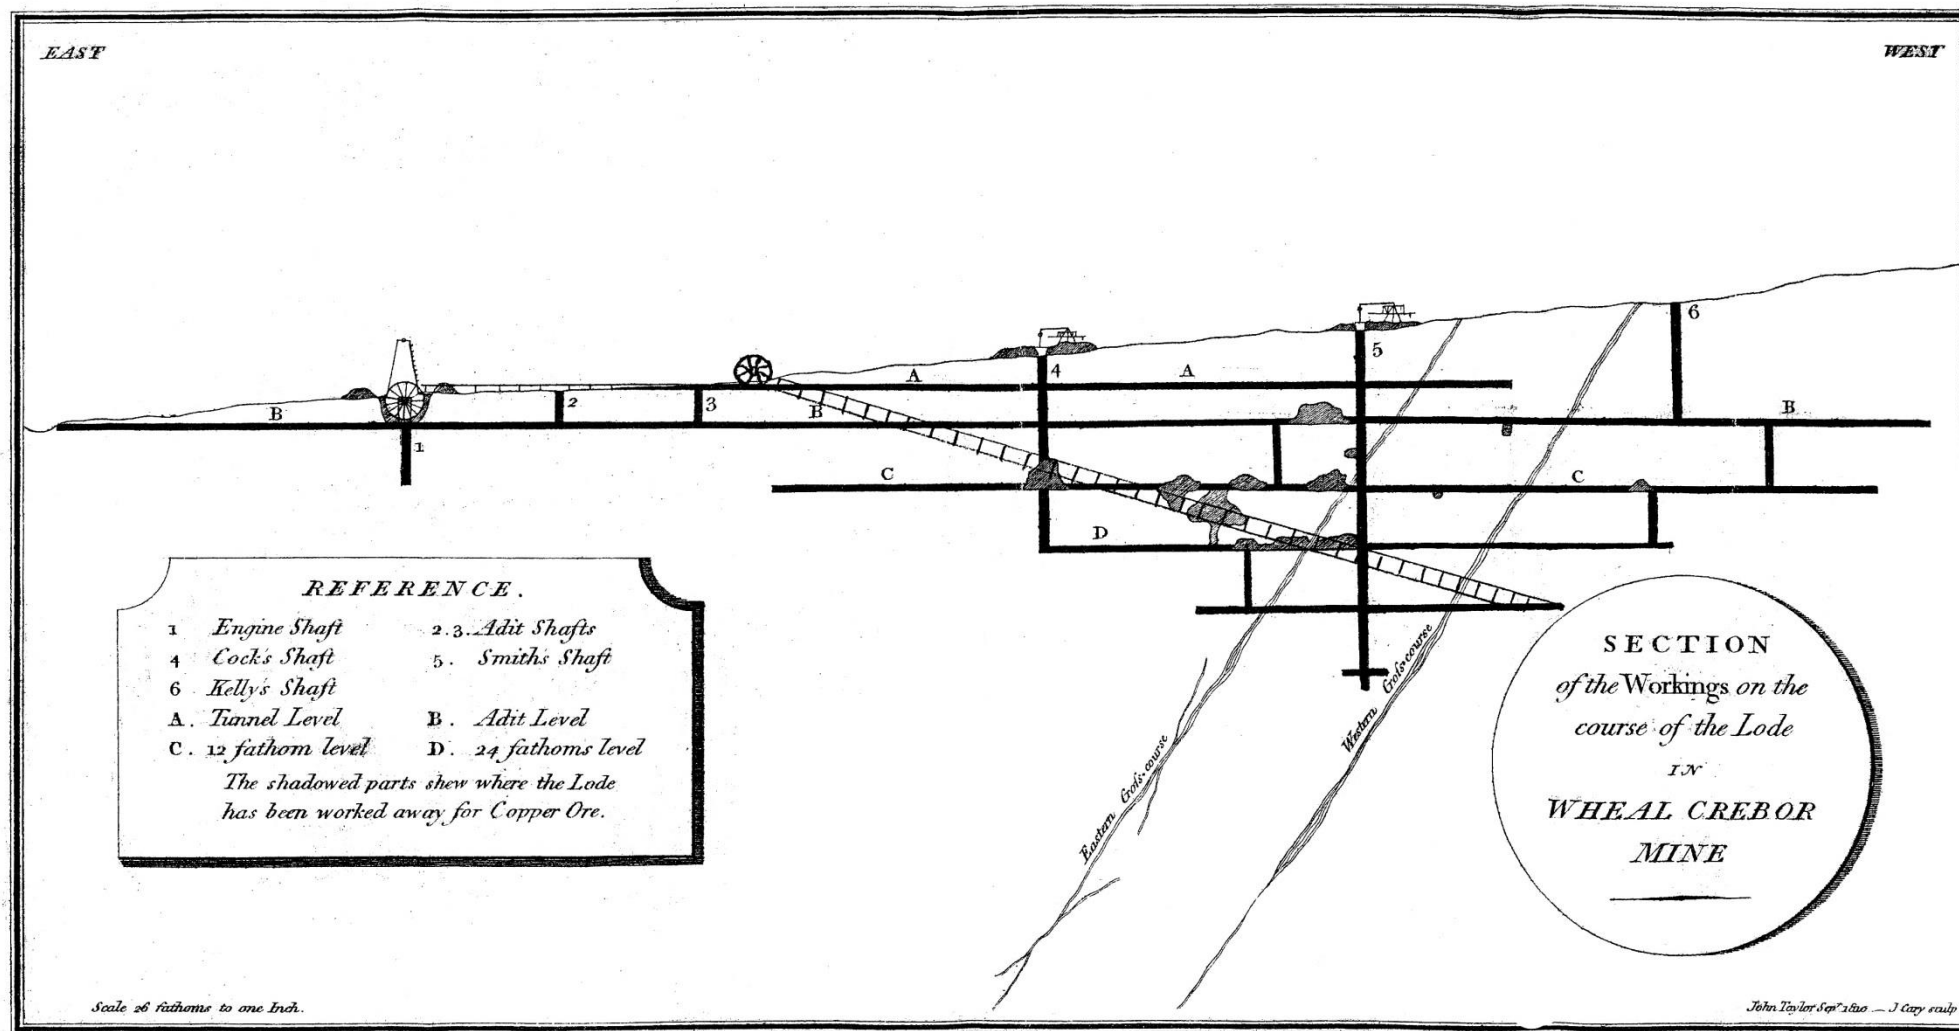 EAST
WEST
A
A
B
B
B
C
C
D
1
2
3
4
5
6
Eastern Cross-course
Western Cross-course
REFERENCE.
1 Engine Shaft 2.3. Adit Shafts
4 Cock's Shaft 5. Smiths Shaft
6 Kelly's Shaft
A. Tunnel Level B. Adit Level
C. 12 fathom level D. 24 fathoms level
The shadowed parts shew where the Lode
has been worked away for Copper Ore.
SECTION
of the Workings on the
course of the Lode
IN
WHEAL CREBOR
MINE
Scale 26 fathoms to one Inch.
John Taylor Sepr. 1810 — J Cary sculp